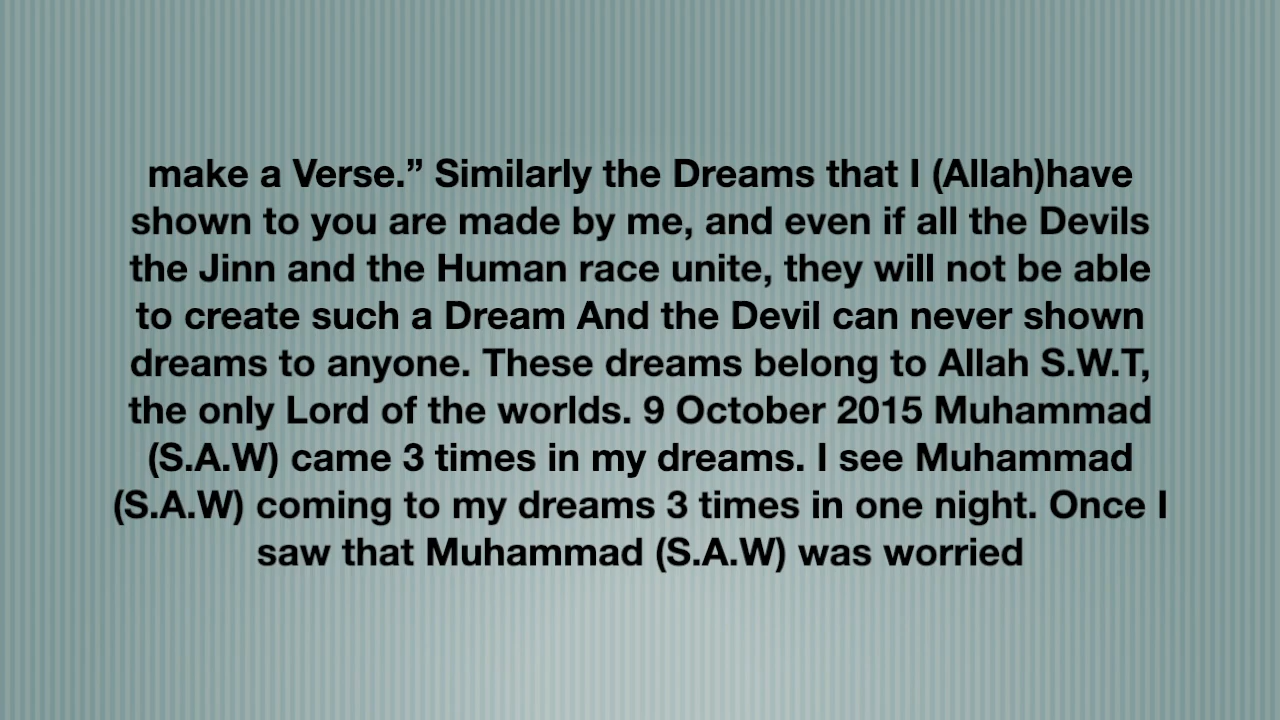 make a Verse.” Similarly the Dreams that I (Allah)have
shown to you are made by me, and even if all the Devils
the Jinn and the Human race unite, they will not be able
to create such a Dream And the Devil can never shown
dreams to anyone. These dreams belong to Allah S.W.T,
the only Lord of the worlds. 9 October 2015 Muhammad
(S.A.W) came 3 times in my dreams. I see Muhammad
(S.A.W) coming to my dreams 3 times in one night. Once I
saw that Muhammad (S.A.W) was worried